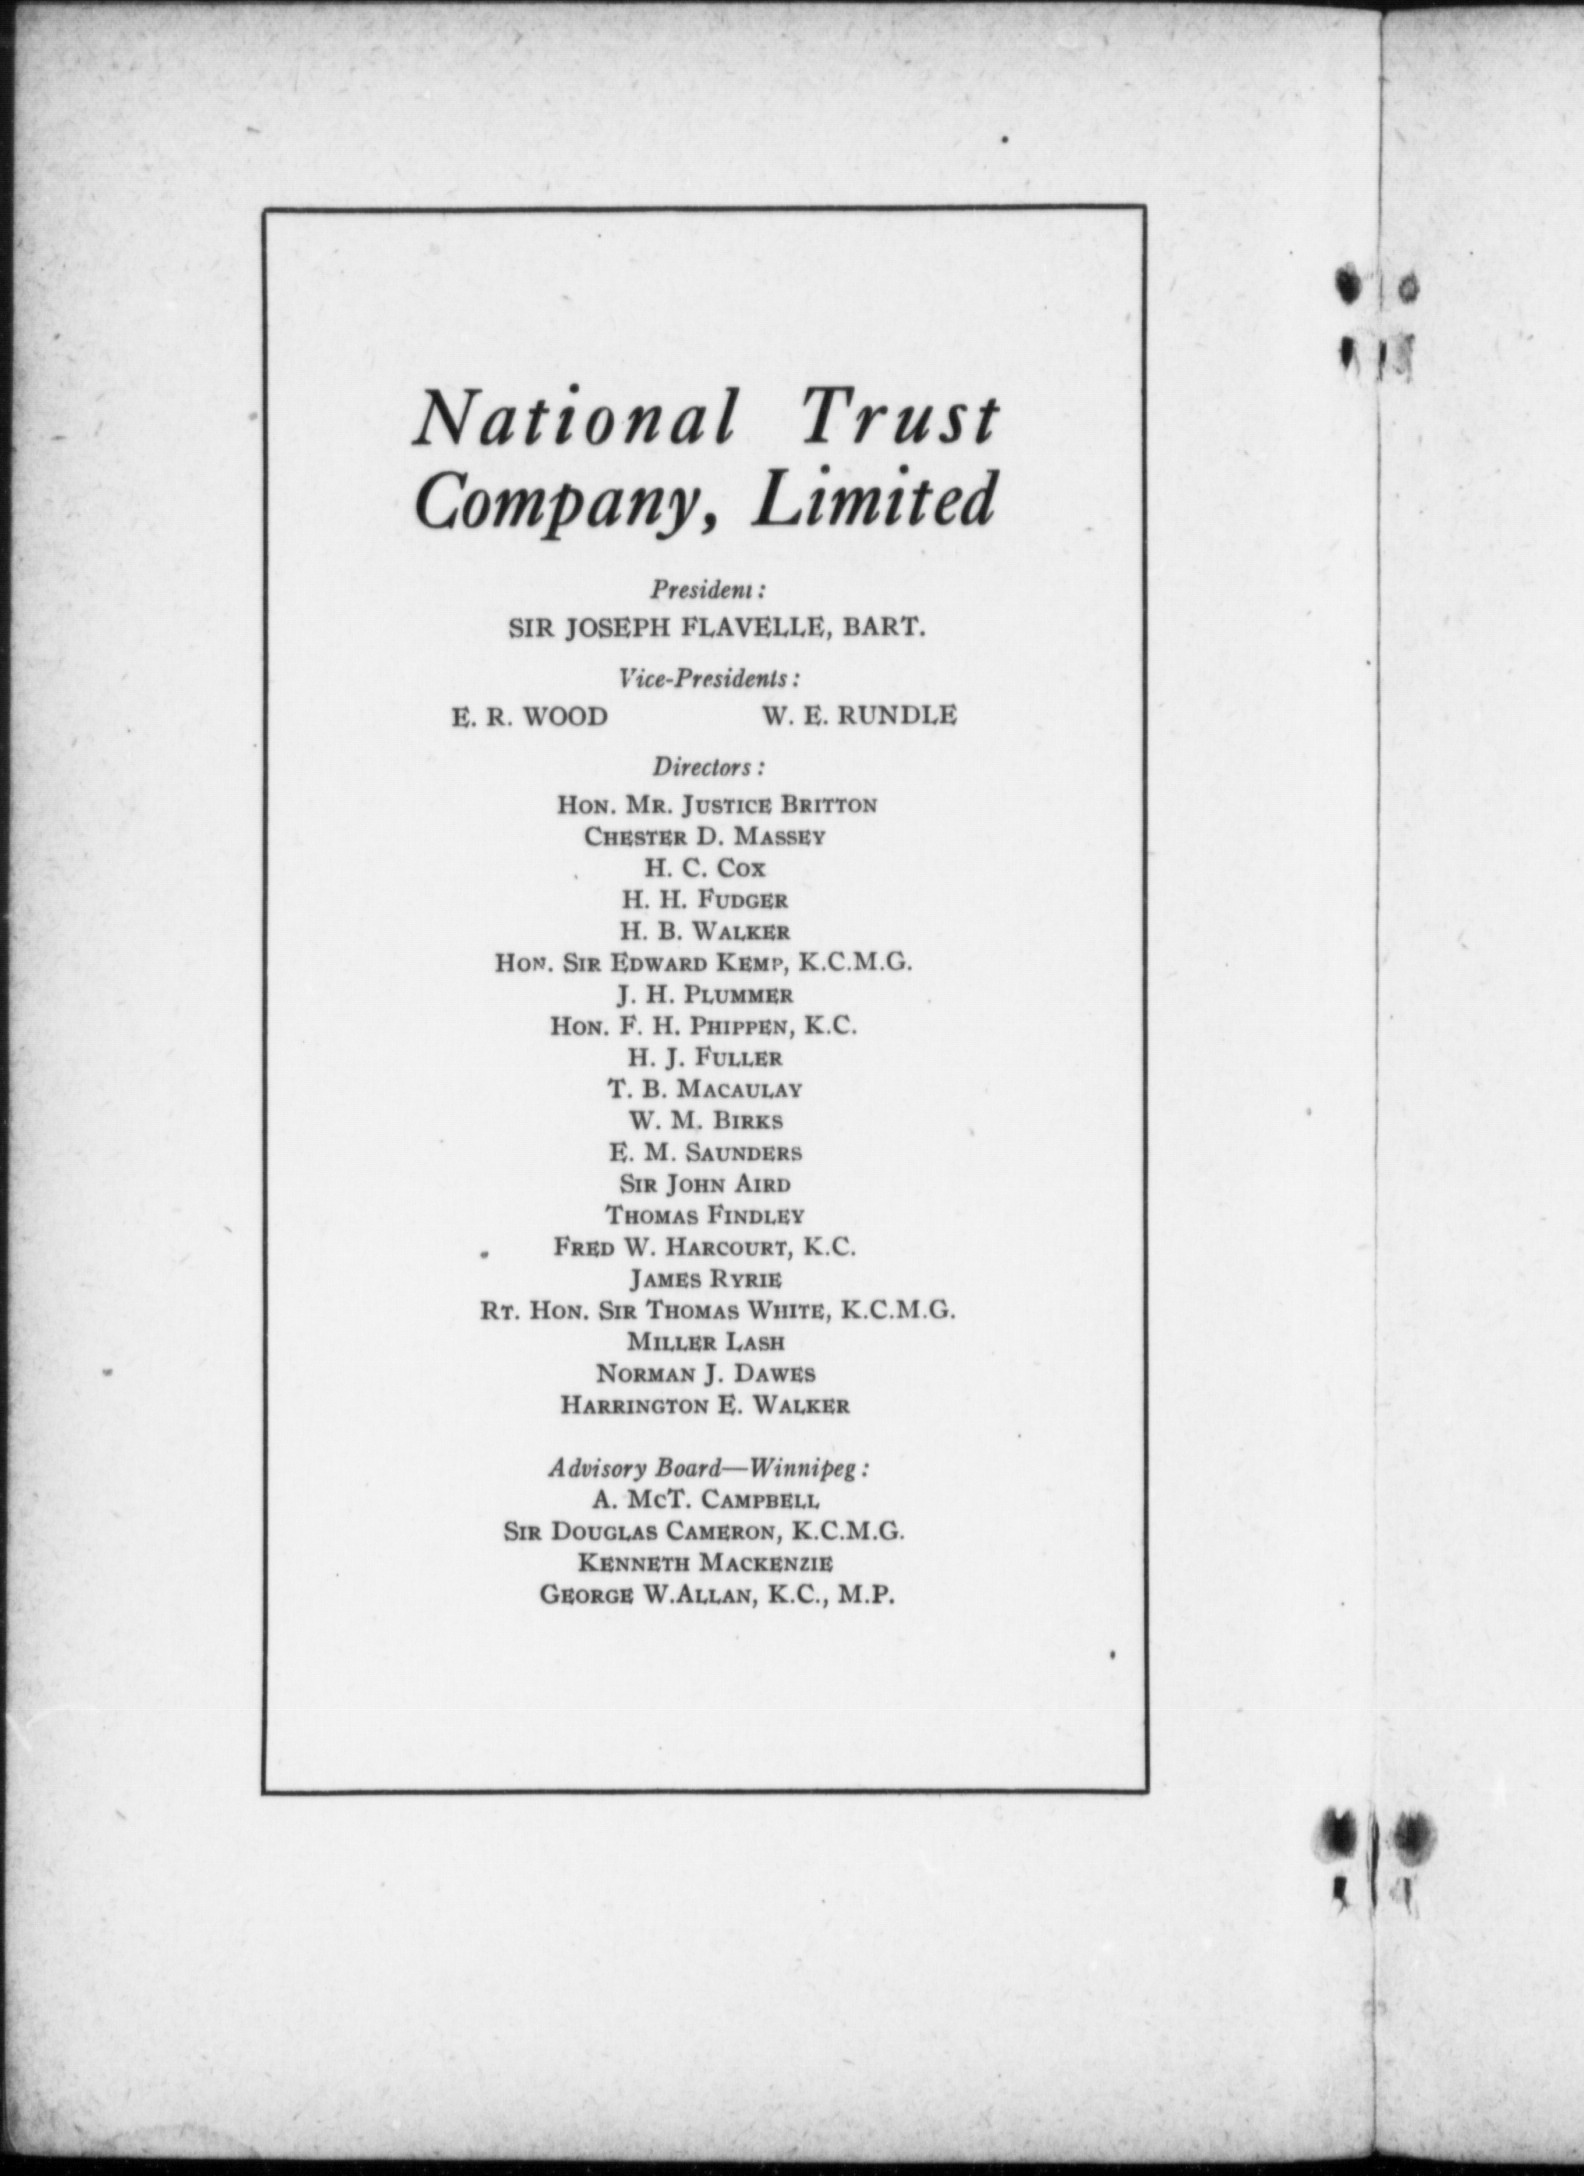 National Trust
Company, Limited
President:
SIR JOSEPH FLAVELLE, BART.
Vice-Presidents:
E. R. WOOD W. E. RUNDLE
Directors:
HON. MR. JUSTICE BRITTON
CHESTER D. MASSEY
H. C. COX
H. H. FUDGER
H. B. WALKER
HON. SIR EDWARD KEMP, K.C.M.G.
J. H. PLUMMER
HON. F. H. PHIPPEN, K.C.
H. J. FULLER
T. B. MACAULAY
W. M. BIRKS
E. M. SAUNDERS
SIR JOHN AIRD
THOMAS FINDLEY
FRED W. HARCOURT, K.C.
JAMES RYRIE
RT. HON. SIR THOMAS WHITE, K.C.M.G.
MILLER LASH
NORMAN J. DAWES
HARRINGTON E. WALKER
Advisory Board—Winnipeg:
A. McT. CAMPBELL
SIR DOUGLAS CAMERON, K.C.M.G.
KENNETH MACKENZIE
GEORGE W.ALLAN, K.C., M.P.